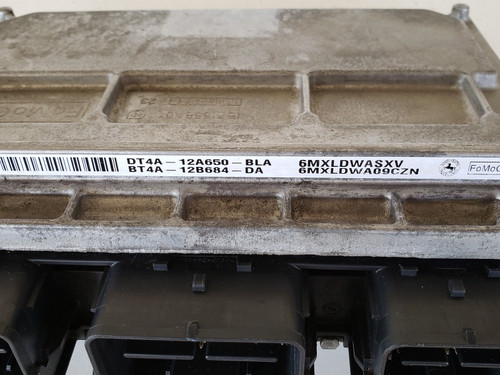 DT4A-12A650-BLA 6MXLDWASXV
BT4A-12B684-DA 6MXLDWA09CZN
FoMoC